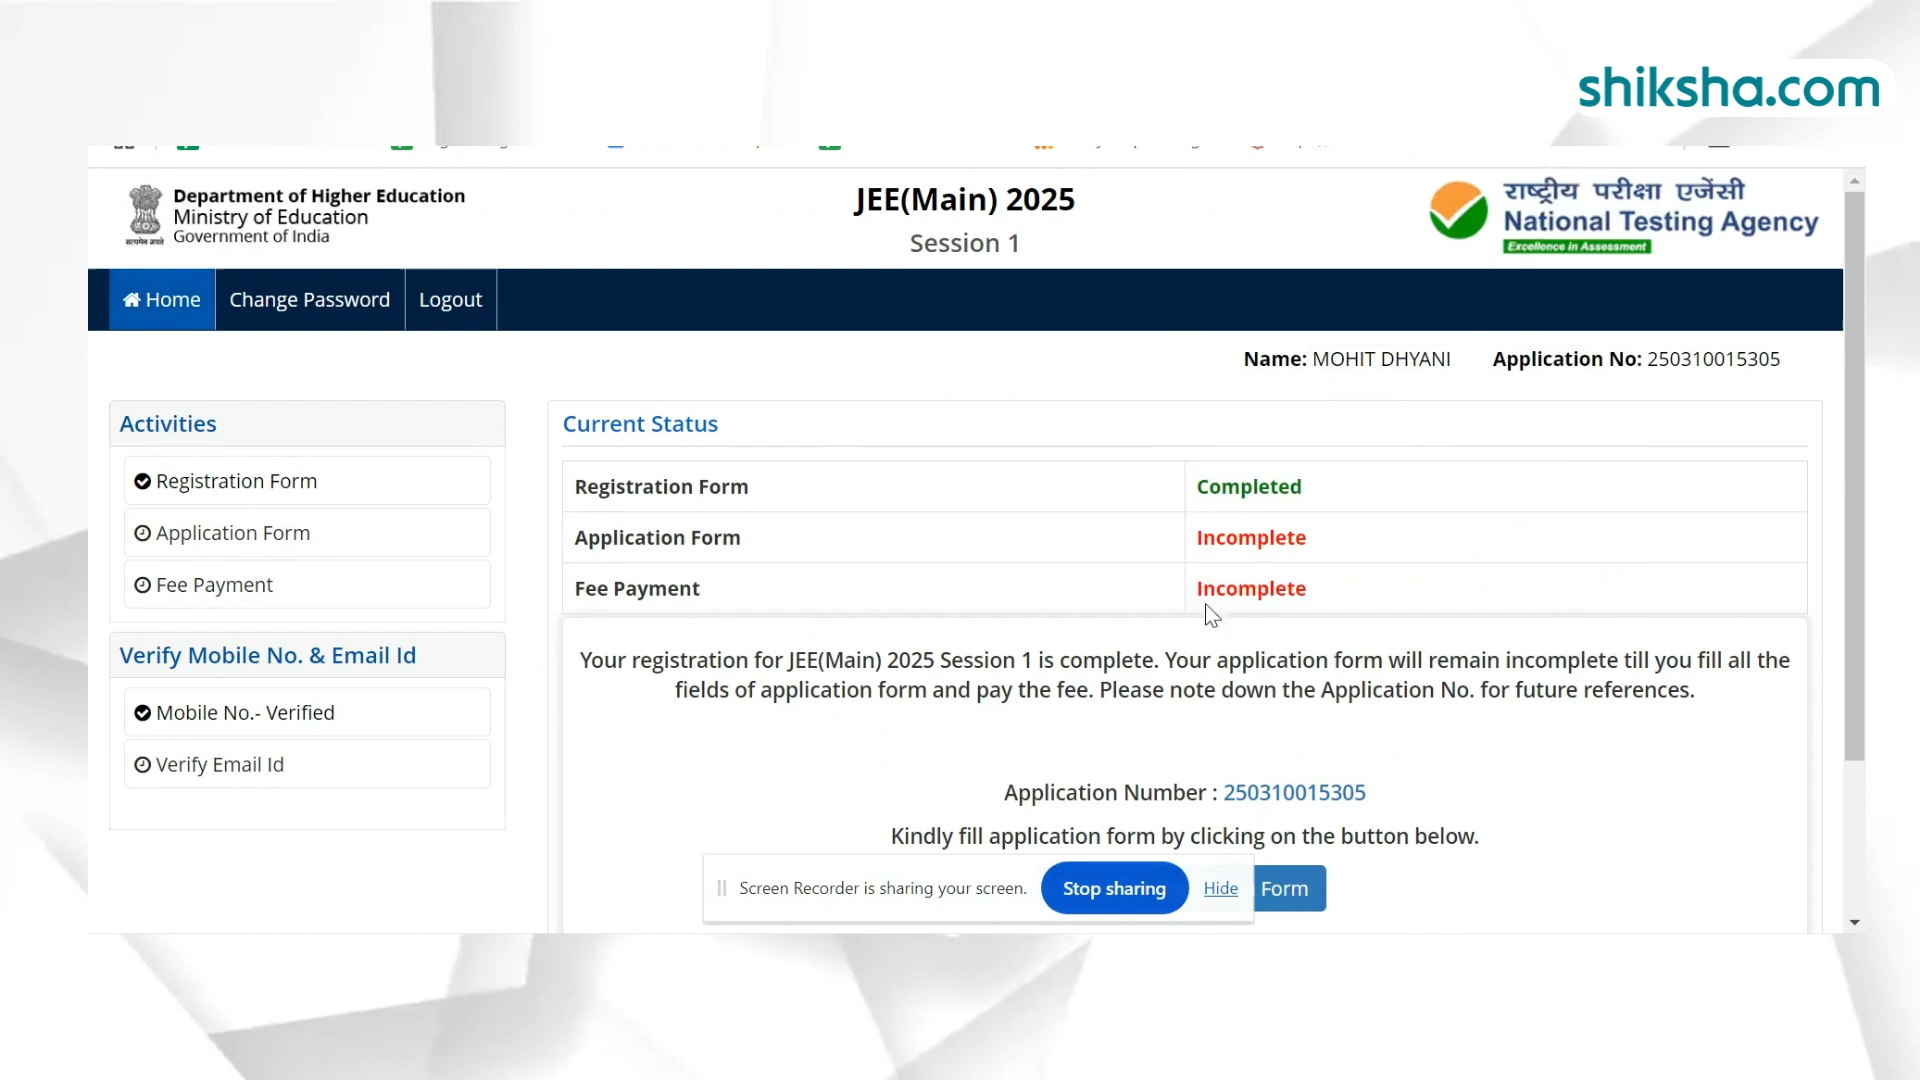 shiksha.com
Department of Higher Education
Ministry of Education
Government of India
सत्यमेव जयते
JEE(Main) 2025
Session 1
राष्ट्रीय परीक्षा एजेंसी
National Testing Agency
Excellence in Assessment
Home Change Password Logout
Name: MOHIT DHYANI Application No: 250310015305
Activities
Registration Form
Application Form
Fee Payment
Verify Mobile No. & Email Id
Mobile No.- Verified
Verify Email Id
Current Status
Registration Form Completed
Application Form Incomplete
Fee Payment Incomplete
Your registration for JEE(Main) 2025 Session 1 is complete. Your application form will remain incomplete till you fill all the
fields of application form and pay the fee. Please note down the Application No. for future references.
Application Number : 250310015305
Kindly fill application form by clicking on the button below.
Screen Recorder is sharing your screen. Stop sharing Hide Form